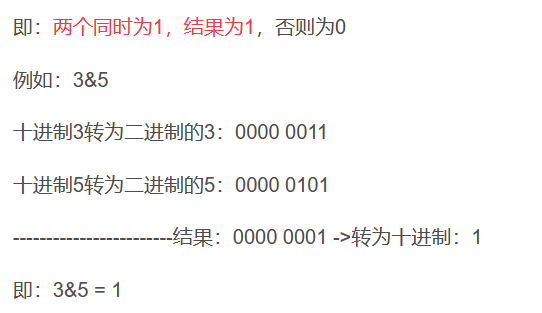 即：两个同时为1，结果为1，否则为0
例如：3&5
十进制3转为二进制的3：0000 0011
十进制5转为二进制的5：0000 0101
------------------------结果：0000 0001 ->转为十进制：1
即：3&5 = 1